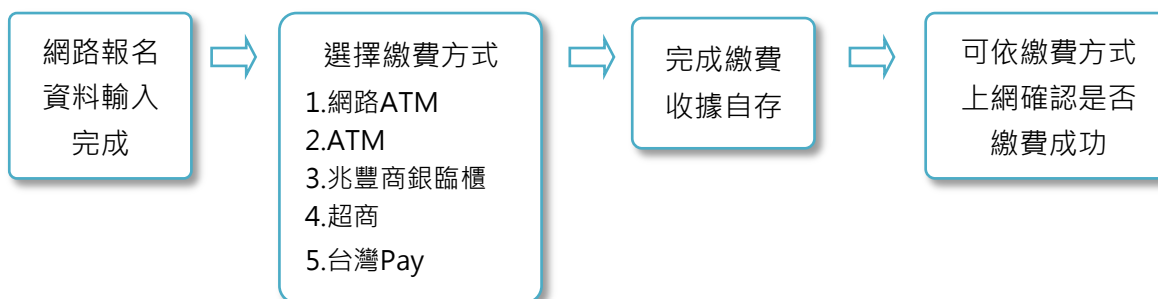 網路報名
資料輸入
完成
選擇繳費方式
1.網路ATM
2.ATM
3.兆豐商銀臨櫃
4.超商
5.台灣Pay
完成繳費
收據自存
可依繳費方式
上網確認是否
繳費成功